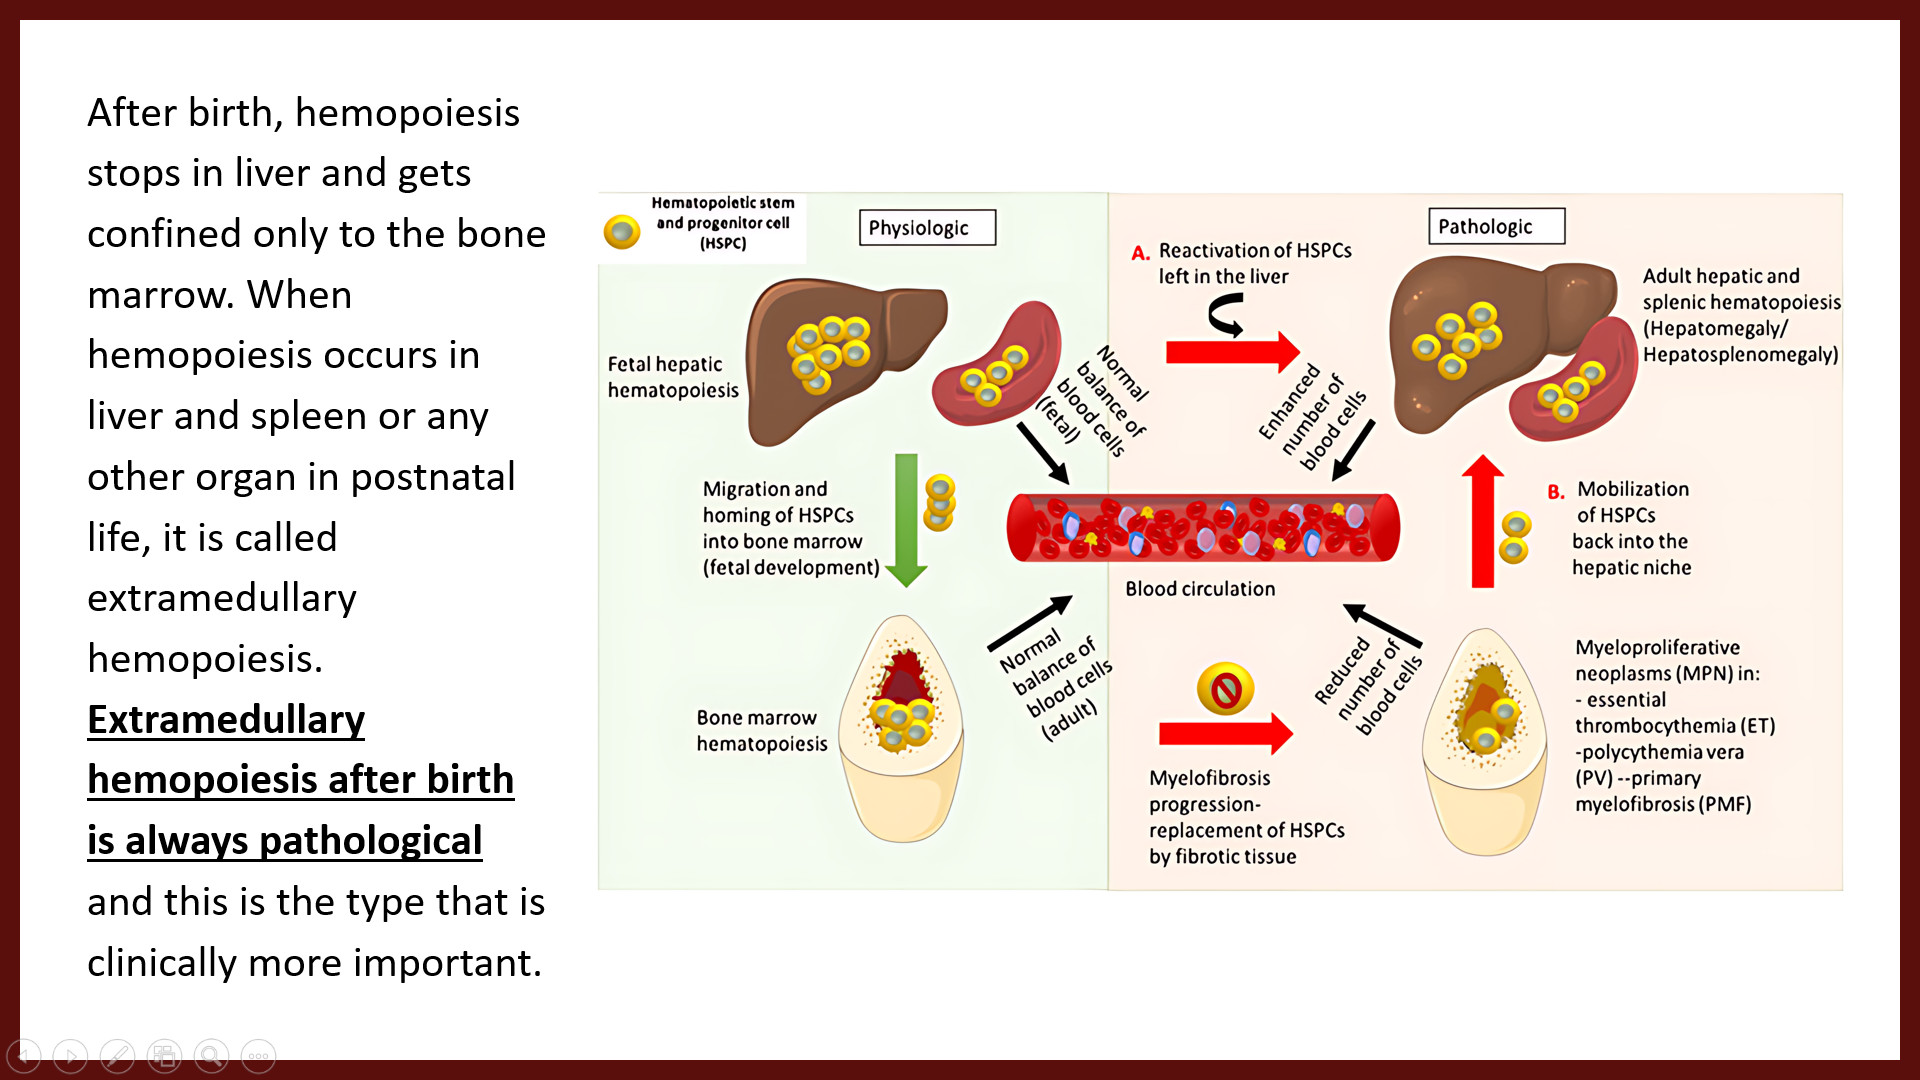 After birth, hemopoiesis
stops in liver and gets
confined only to the bone
marrow. When
hemopoiesis occurs in
liver and spleen or any
other organ in postnatal
life, it is called
extramedullary
hemopoiesis.
Extramedullary
hemopoiesis after birth
is always pathological
and this is the type that is
clinically more important.
Hematopoietic stem
and progenitor cell
(HSPC)
Physiologic
Fetal hepatic
hematopoiesis
Normal
balance of
blood cells
(fetal)
Migration and
homing of HSPCs
into bone marrow
(fetal development)
Bone marrow
hematopoiesis
Normal
balance of
blood cells
(adult)
Blood circulation
Pathologic
A. Reactivation of HSPCs
left in the liver
Enhanced
number of
blood cells
Adult hepatic and
splenic hematopoiesis
(Hepatomegaly/
Hepatosplenomegaly)
B. Mobilization
of HSPCs
back into the
hepatic niche
Reduced
number of
blood cells
Myelofibrosis
progression-
replacement of HSPCs
by fibrotic tissue
Myeloproliferative
neoplasms (MPN) in:
- essential
thrombocythemia (ET)
-polycythemia vera
(PV) --primary
myelofibrosis (PMF)